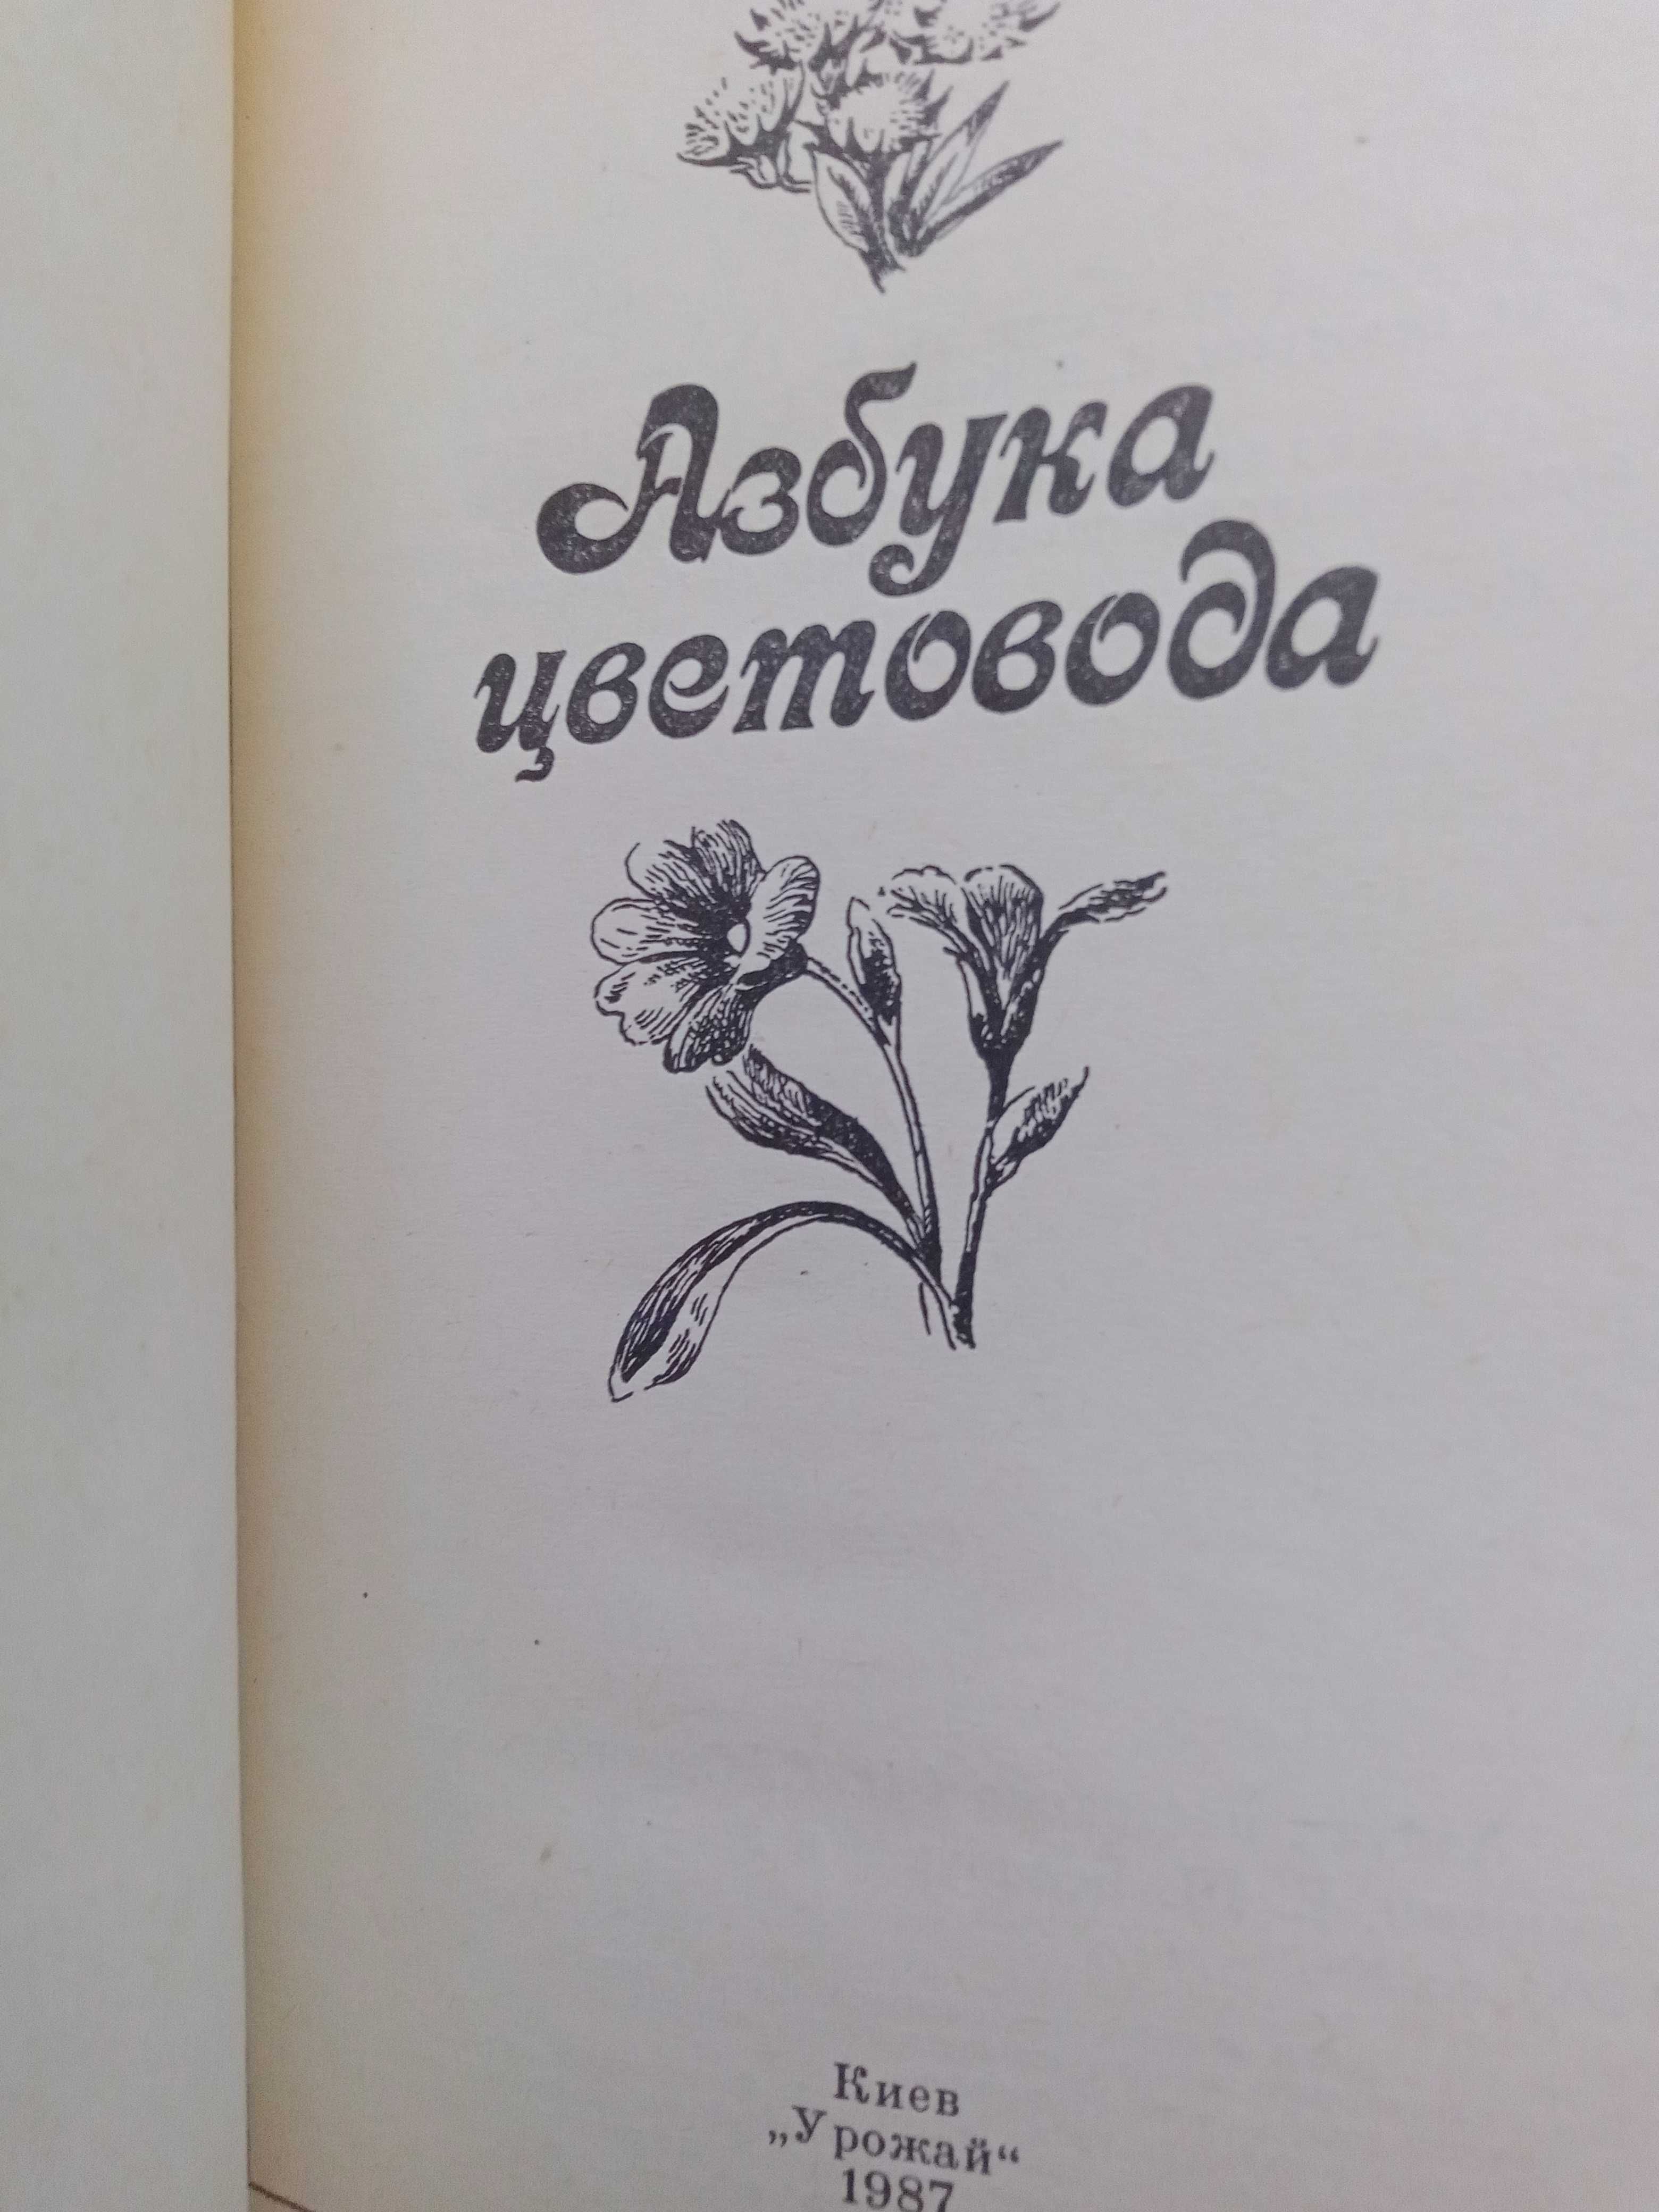 Азбука
цветовода
Киев
„Урожай“
1987